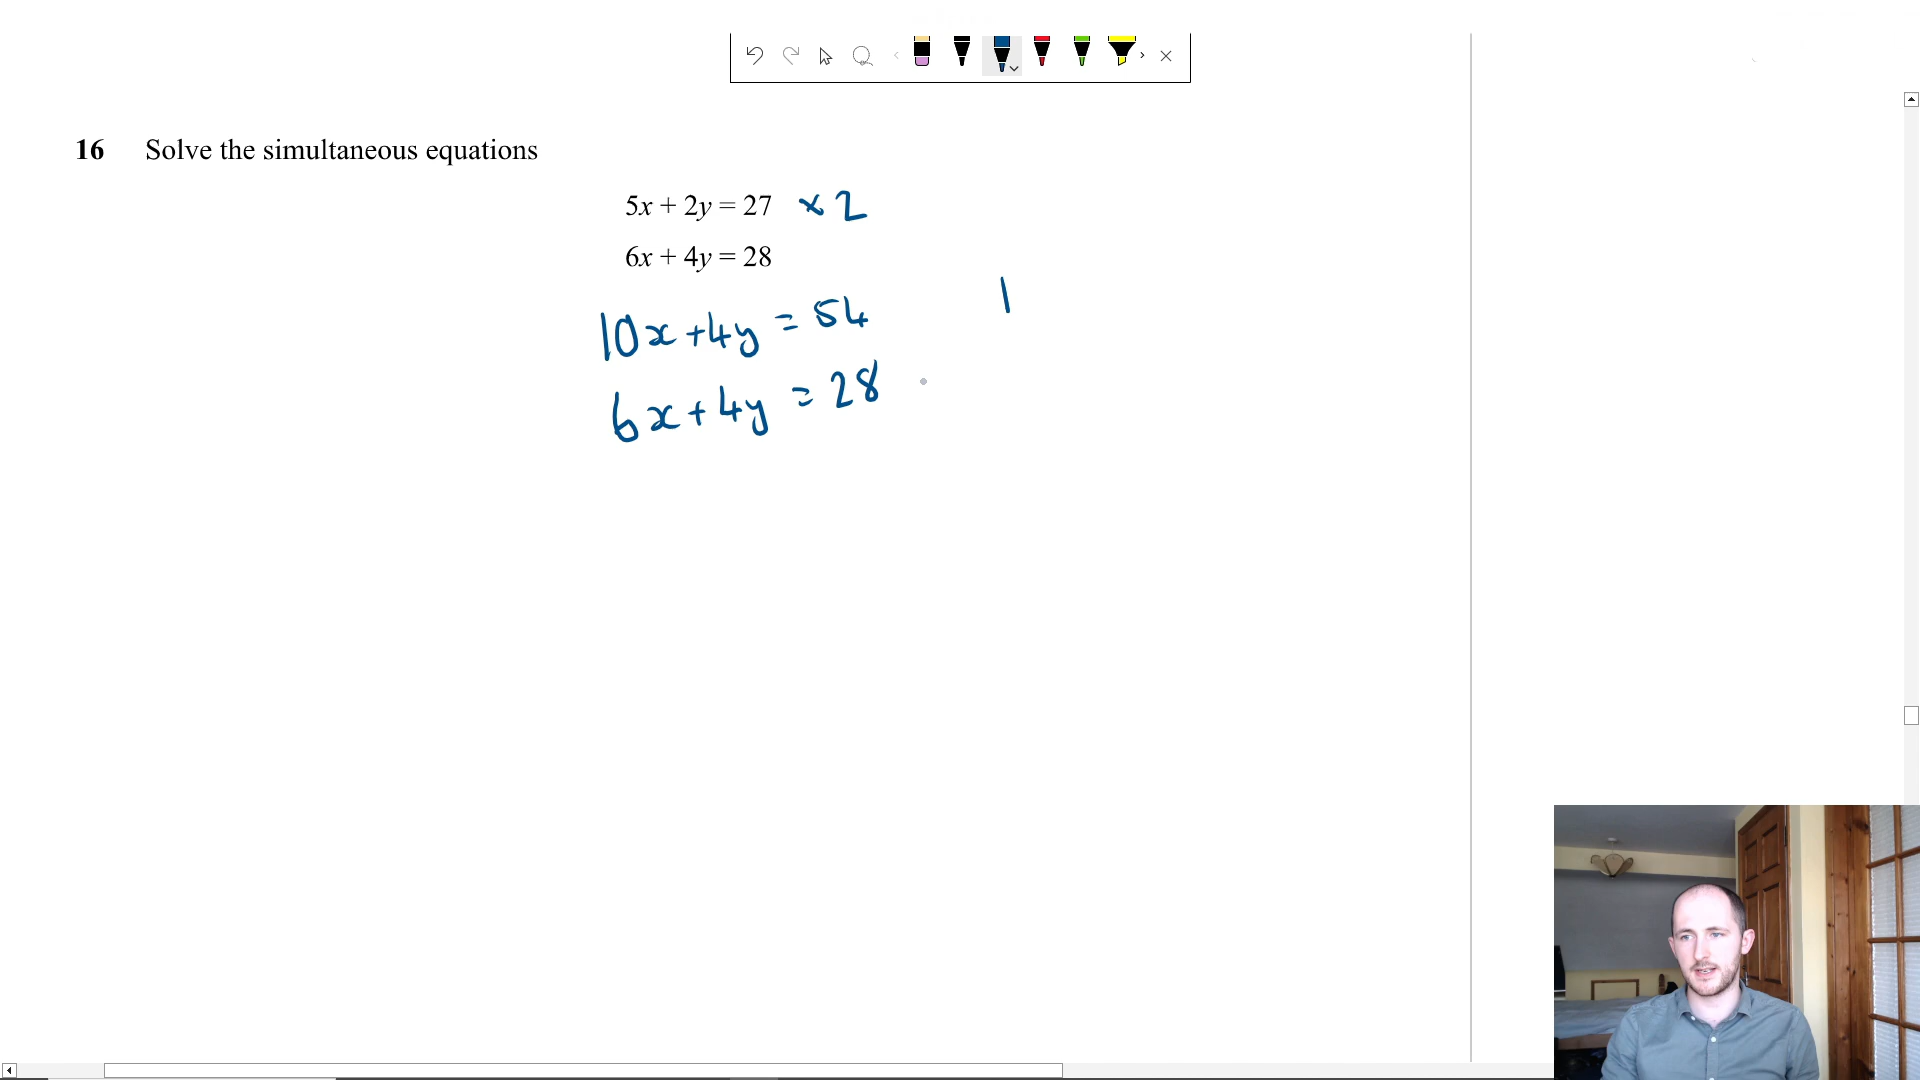 16 Solve the simultaneous equations
5x + 2y = 27 × 2
6x + 4y = 28
10x + 4y = 54 1
6x + 4y = 28